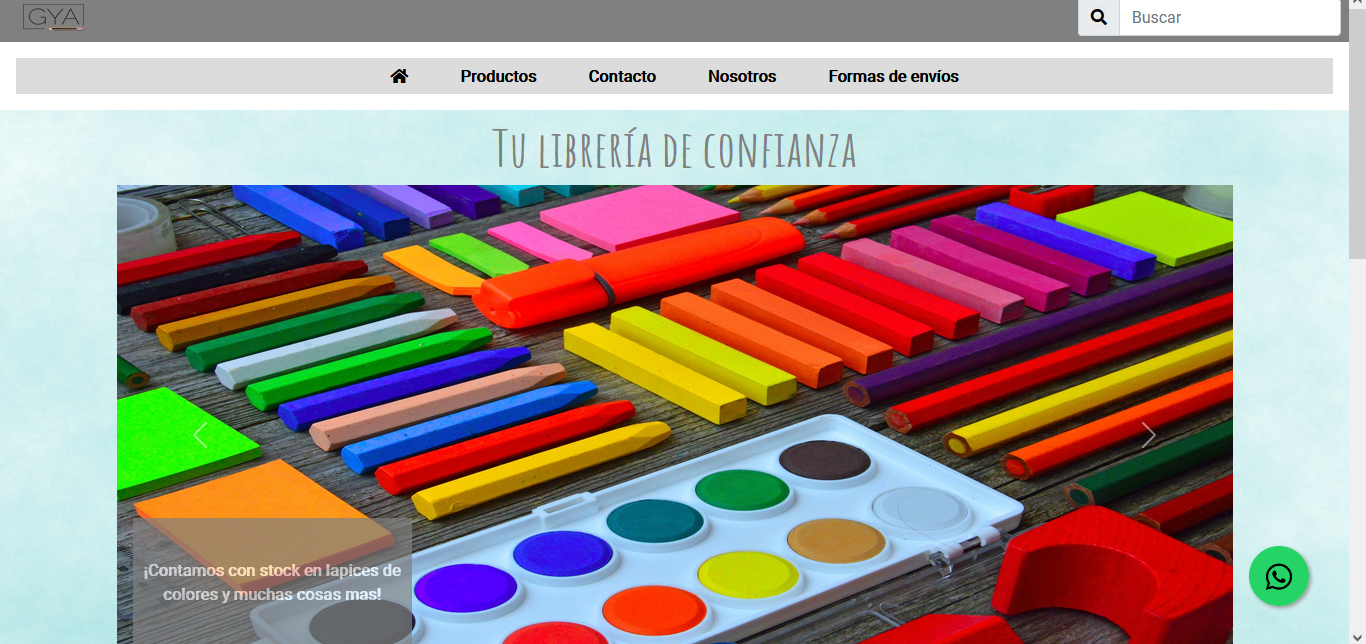 GYA
Buscar
Productos Contacto Nosotros Formas de envíos
Tu librería de confianza
¡Contamos con stock en lapices de
colores y muchas cosas mas!